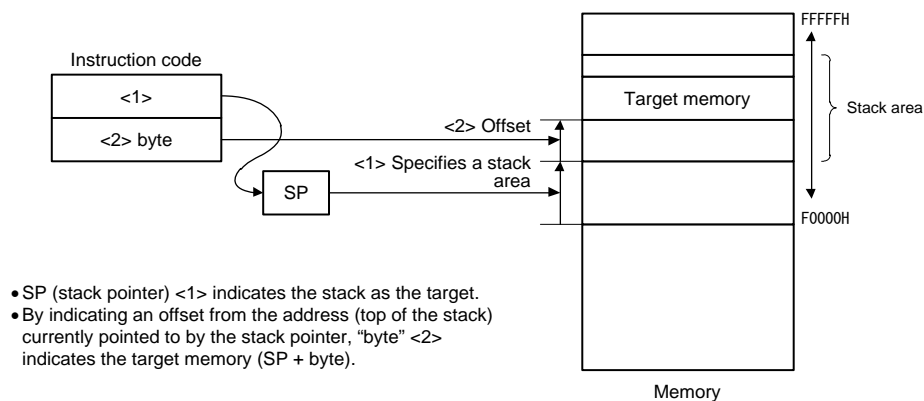 FFFFFH
Instruction code
<1>
Target memory
Stack area
<2> Offset
<2> byte
<1> Specifies a stack
area
SP
F0000H
• SP (stack pointer) <1> indicates the stack as the target.
• By indicating an offset from the address (top of the stack)
currently pointed to by the stack pointer, “byte” <2>
indicates the target memory (SP + byte).
Memory